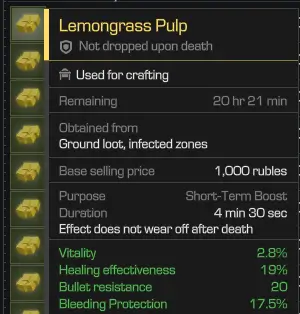 Lemongrass Pulp
Not dropped upon death
Used for crafting
Remaining 20 hr 21 min
Obtained from
Ground loot, infected zones
Base selling price 1,000 rubles
Purpose Short-Term Boost
Duration 4 min 30 sec
Effect does not wear off after death
Vitality 2.8%
Healing effectiveness 19%
Bullet resistance 20
Bleeding Protection 17.5%